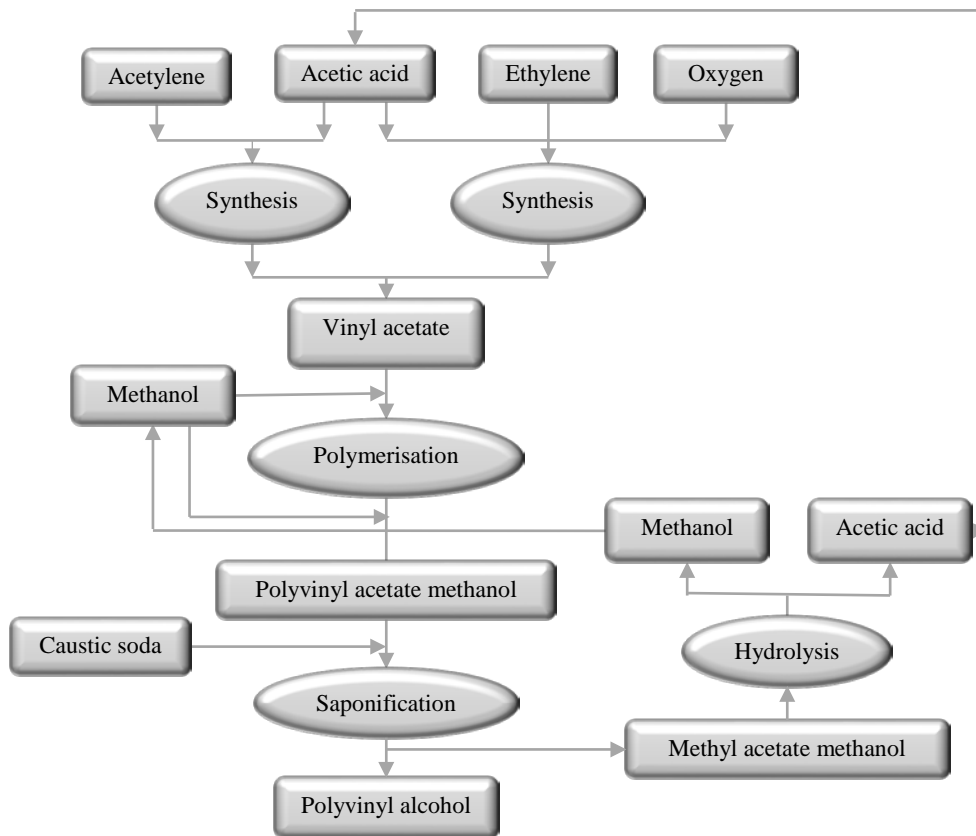 Acetylene
Acetic acid
Ethylene
Oxygen
Synthesis
Synthesis
Vinyl acetate
Methanol
Polymerisation
Methanol
Acetic acid
Polyvinyl acetate methanol
Caustic soda
Hydrolysis
Saponification
Methyl acetate methanol
Polyvinyl alcohol